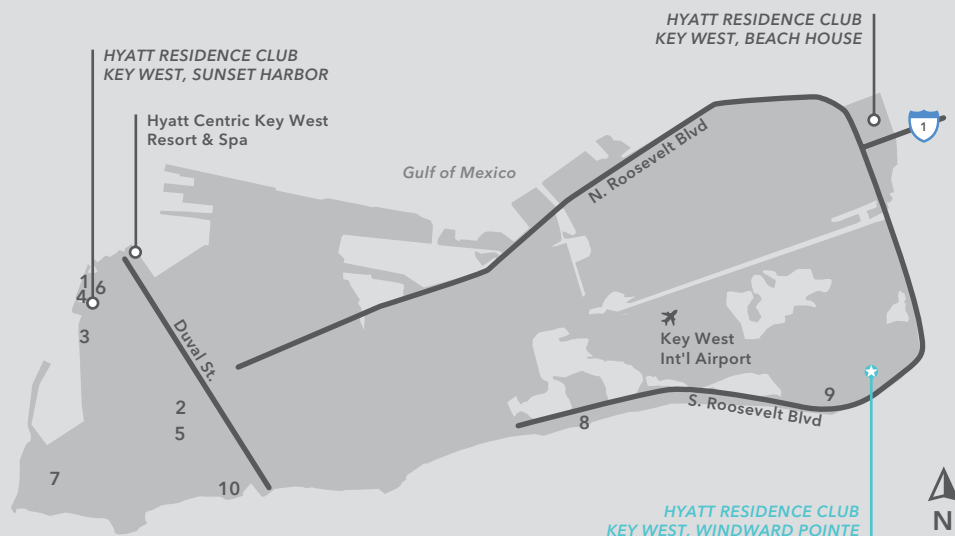 HYATT RESIDENCE CLUB
KEY WEST, BEACH HOUSE
HYATT RESIDENCE CLUB
KEY WEST, SUNSET HARBOR
Hyatt Centric Key West
Resort & Spa
1
N. Roosevelt Blvd
Gulf of Mexico
1
6
4
3
Duval St.
Key West
Int'l Airport
2
5
S. Roosevelt Blvd
9
8
7
10
HYATT RESIDENCE CLUB
KEY WEST, WINDWARD POINTE
N